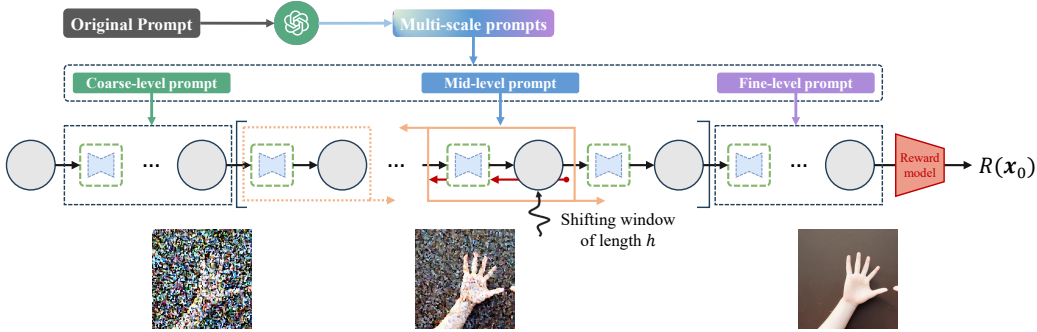 Original Prompt
Multi-scale prompts
Coarse-level prompt
Mid-level prompt
Fine-level prompt
...
...
...
Reward
model
R(x₀)
Shifting window
of length h